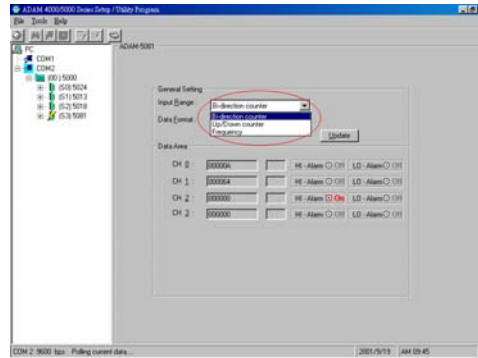 ADAM 4000/5000 Series Setup / Utility Program
File Tools Help
PC
COM1
COM2
(00) 5000
(S0) 5024
(S1) 5013
(S2) 5018
(S3) 5081
ADAM-5081
General Setting
Input Range : Bi-direction counter
Bi-direction counter
Up/Down counter
Frequency
Data Format :
Update
Data Area
CH 0 : 00000A HI - Alarm Off LO - Alarm Off
CH 1 : 000064 HI - Alarm Off LO - Alarm Off
CH 2 : 000000 HI - Alarm On LO - Alarm Off
CH 3 : 000000 HI - Alarm Off LO - Alarm Off
COM 2 9600 bps Polling current data...
2001/9/19 AM 09:45